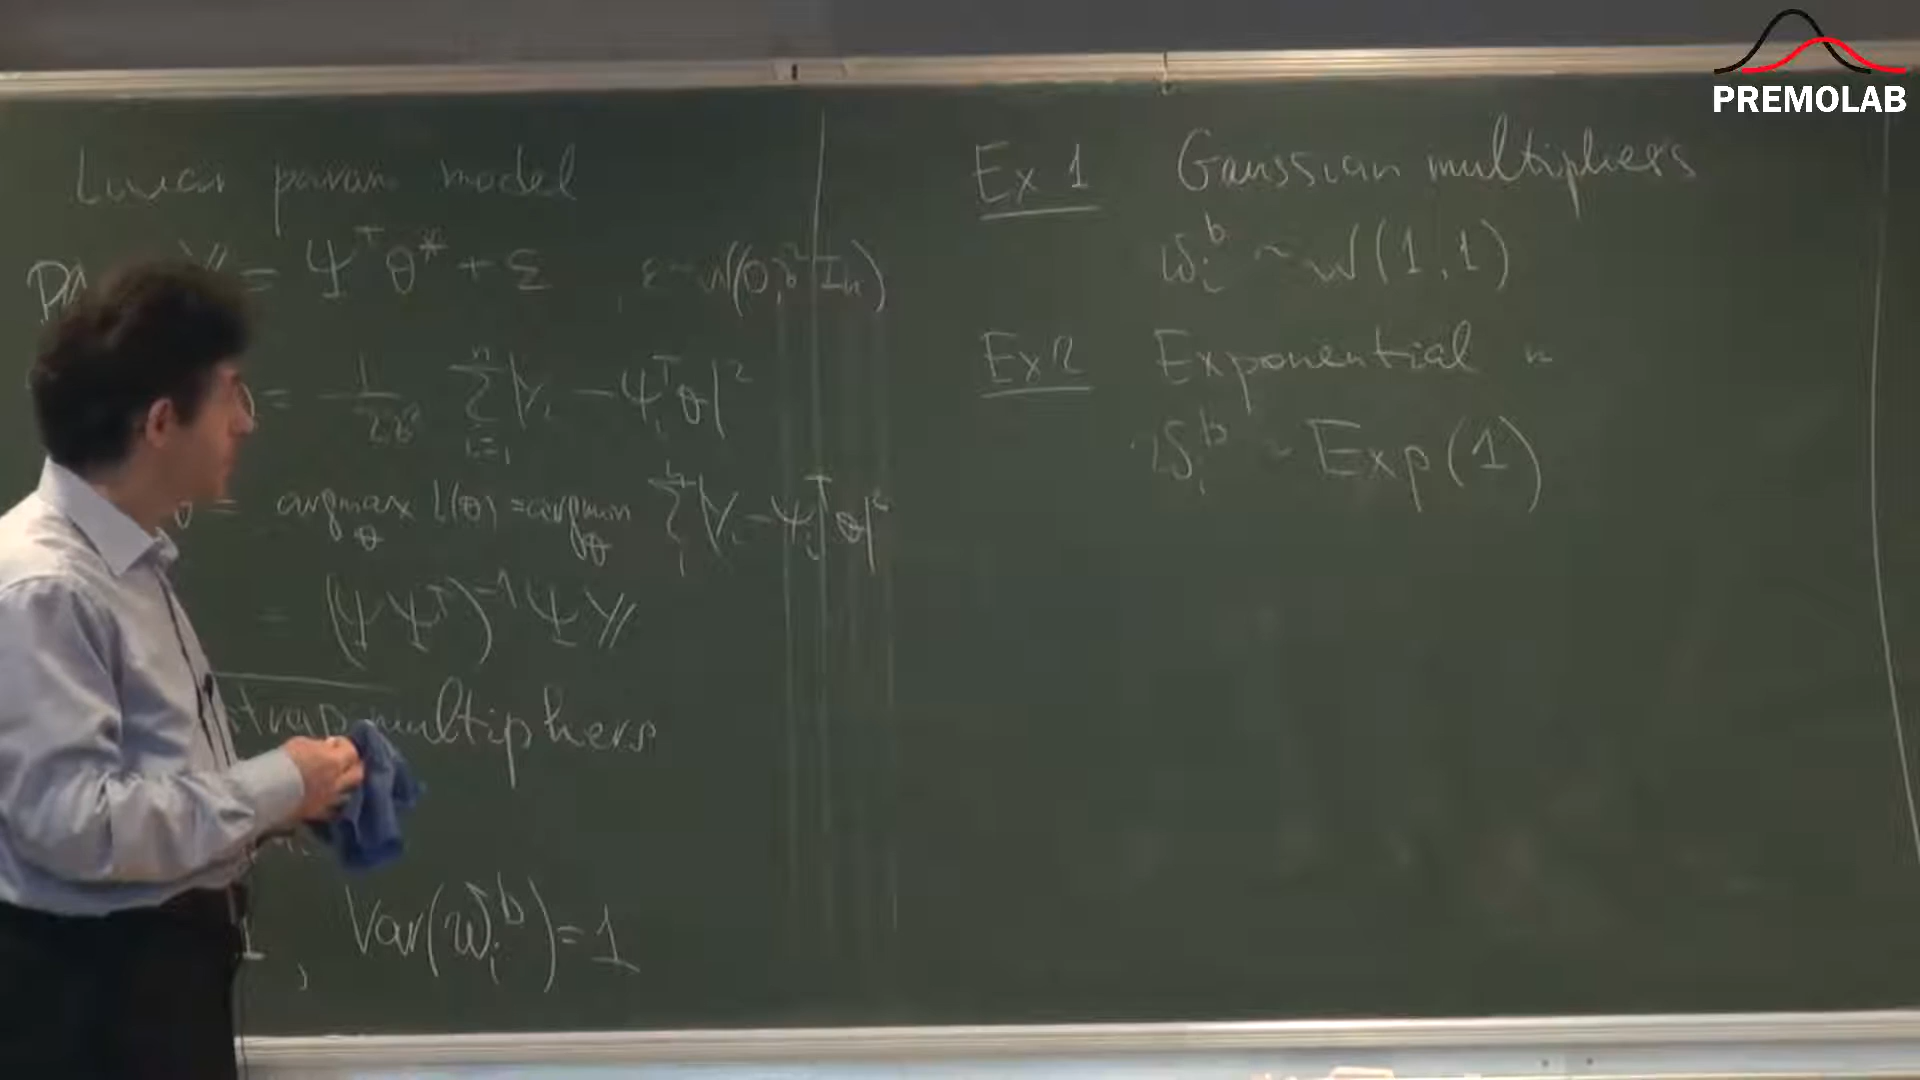 Linear param model
Y = Ψ^T θ* + ε , ε ~ N(0, σ² I_n)
= - 1/2σ² Σ_{i=1}^n |Y_i - Ψ_i^T θ|²
= argmax_θ L(θ) = argmin_θ Σ_1^n |Y_i - Ψ_i^T θ|²
= (Ψ Ψ^T)^{-1} Ψ Y
multipliers
, Var(w_i^b) = 1
Ex 1 Gaussian multipliers
w_i^b ~ N(1,1)
Ex 2 Exponential "
w_i^b ~ Exp(1)
PREMOLAB